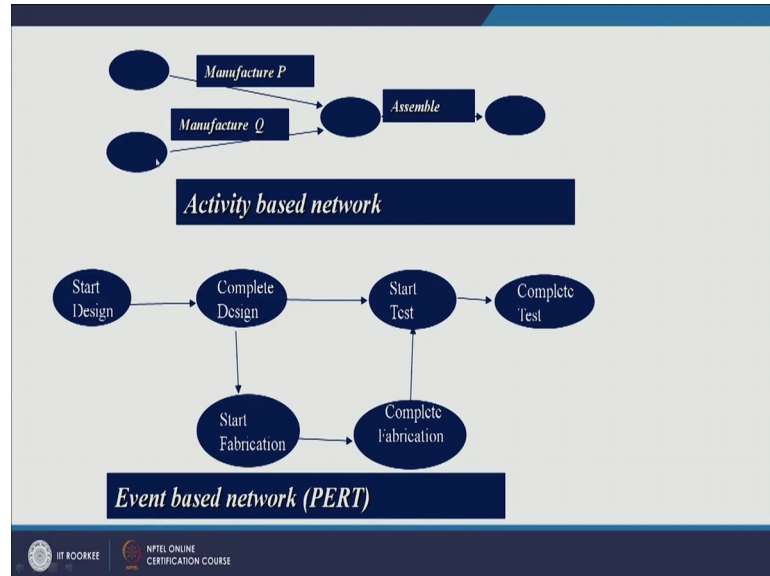 Manufacture P
Assemble
Manufacture Q
Activity based network
Start
Design
Complete
Design
Start
Test
Complete
Test
Start
Fabrication
Complete
Fabrication
Event based network (PERT)
IIT ROORKEE
NPTEL ONLINE
CERTIFICATION COURSE